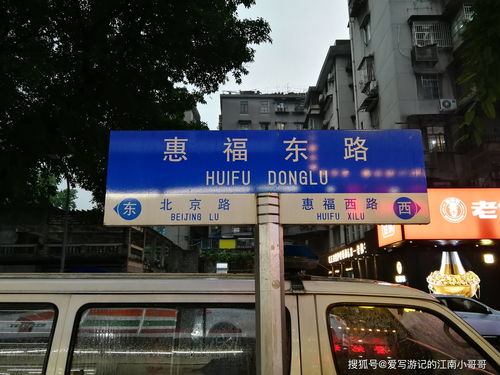 惠福东路
HUIFU DONGLU
东 北京路 惠福西路 西
BEIJING LU HUIFU XILU
老
搜狐号@爱写游记的江南小哥哥